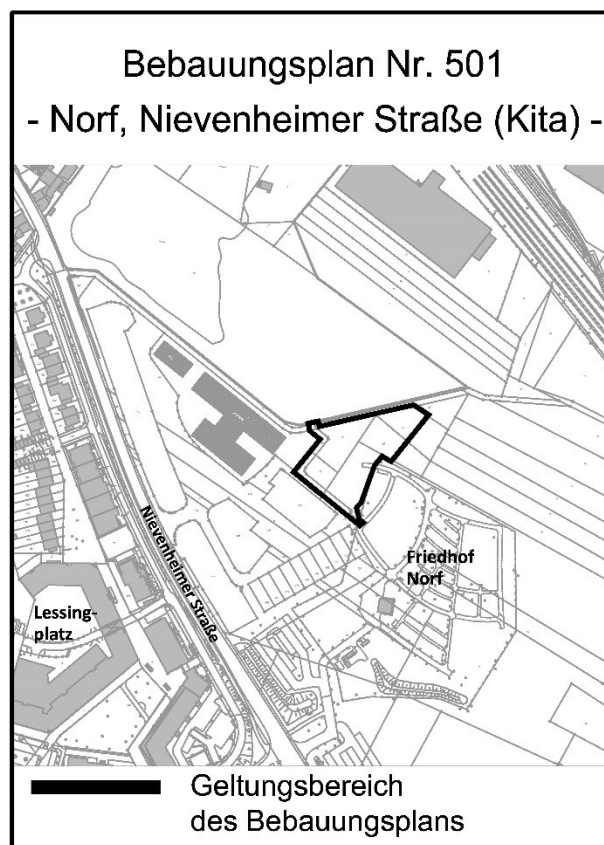 Bebauungsplan Nr. 501
- Norf, Nievenheimer Straße (Kita) -
Nievenheimer Straße
Friedhof
Norf
Lessing-
platz
Geltungsbereich
des Bebauungsplans